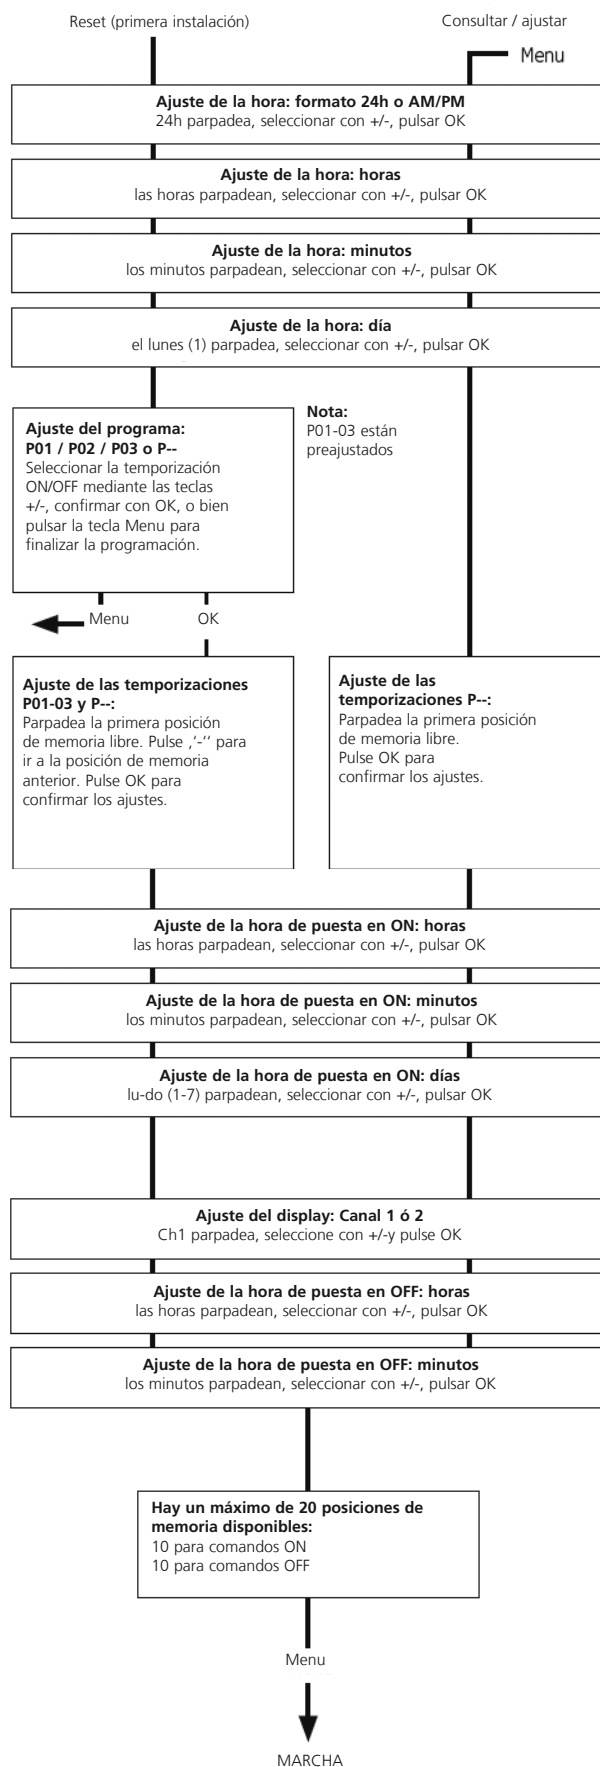 Reset (primera instalación)
Consultar / ajustar
Menu
Ajuste de la hora: formato 24h o AM/PM
24h parpadea, seleccionar con +/-, pulsar OK
Ajuste de la hora: horas
las horas parpadean, seleccionar con +/-, pulsar OK
Ajuste de la hora: minutos
los minutos parpadean, seleccionar con +/-, pulsar OK
Ajuste de la hora: día
el lunes (1) parpadea, seleccionar con +/-, pulsar OK
Ajuste del programa:
P01 / P02 / P03 o P--
Seleccionar la temporización
ON/OFF mediante las teclas
+/-, confirmar con OK, o bien
pulsar la tecla Menu para
finalizar la programación.
Nota:
P01-03 están
preajustados
Menu
OK
Ajuste de las temporizaciones
P01-03 y P--:
Parpadea la primera posición
de memoria libre. Pulse ,‘-‘‘ para
ir a la posición de memoria
anterior. Pulse OK para
confirmar los ajustes.
Ajuste de las
temporizaciones P--:
Parpadea la primera posición
de memoria libre.
Pulse OK para
confirmar los ajustes.
Ajuste de la hora de puesta en ON: horas
las horas parpadean, seleccionar con +/-, pulsar OK
Ajuste de la hora de puesta en ON: minutos
los minutos parpadean, seleccionar con +/-, pulsar OK
Ajuste de la hora de puesta en ON: días
lu-do (1-7) parpadean, seleccionar con +/-, pulsar OK
Ajuste del display: Canal 1 ó 2
Ch1 parpadea, seleccione con +/-y pulse OK
Ajuste de la hora de puesta en OFF: horas
las horas parpadean, seleccionar con +/-, pulsar OK
Ajuste de la hora de puesta en OFF: minutos
los minutos parpadean, seleccionar con +/-, pulsar OK
Hay un máximo de 20 posiciones de
memoria disponibles:
10 para comandos ON
10 para comandos OFF
Menu
MARCHA